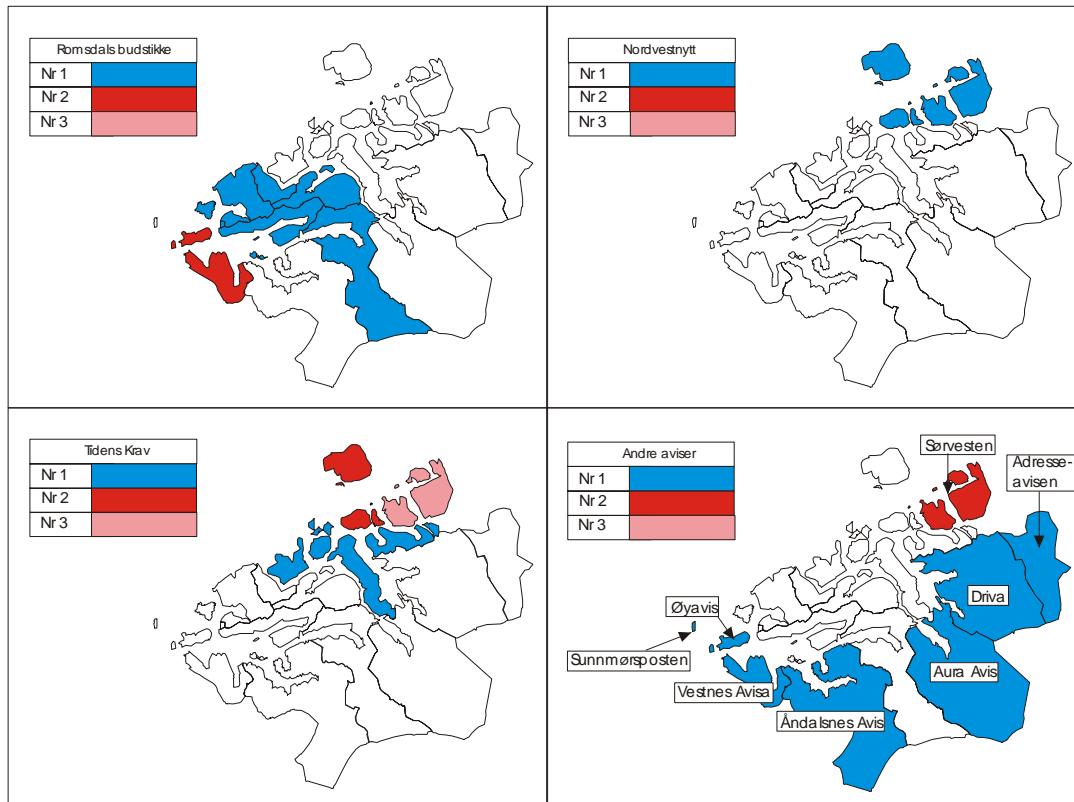 Romsdals budstikke
Nr 1
Nr 2
Nr 3
Nordvestnytt
Nr 1
Nr 2
Nr 3
Tidens Krav
Nr 1
Nr 2
Nr 3
Andre aviser
Nr 1
Nr 2
Nr 3
Sørvesten
Adresse-
avisen
Driva
Øyavis
Sunnmørsposten
Aura Avis
Vestnes Avisa
Åndalsnes Avis